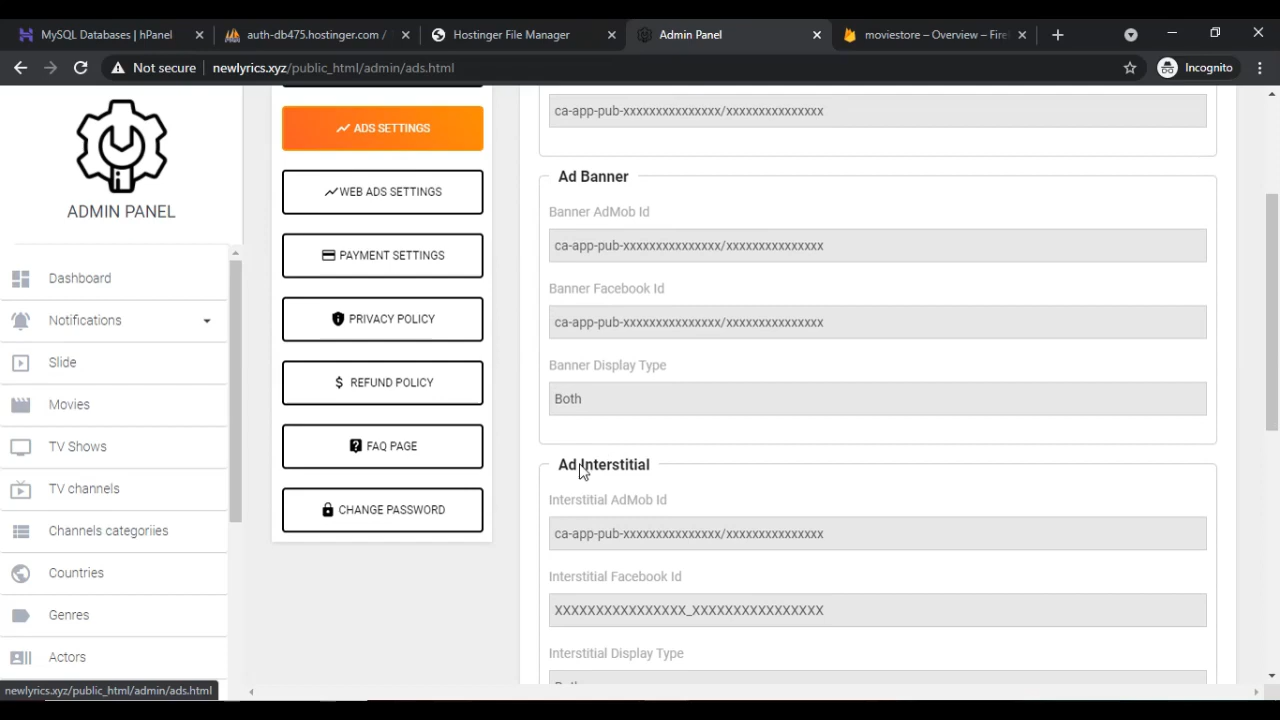 MySQL Databases | hPanel
auth-db475.hostinger.com /
Hostinger File Manager
Admin Panel
moviestore – Overview – Fire
Not secure
newlyrics.xyz/public_html/admin/ads.html
Incognito
ADMIN PANEL
Dashboard
Notifications
Slide
Movies
TV Shows
TV channels
Channels categoriies
Countries
Genres
Actors
newlyrics.xyz/public_html/admin/ads.html
ADS SETTINGS
WEB ADS SETTINGS
PAYMENT SETTINGS
PRIVACY POLICY
REFUND POLICY
FAQ PAGE
CHANGE PASSWORD
ca-app-pub-xxxxxxxxxxxxxxx/xxxxxxxxxxxxxxx
Ad Banner
Banner AdMob Id
ca-app-pub-xxxxxxxxxxxxxxx/xxxxxxxxxxxxxxx
Banner Facebook Id
ca-app-pub-xxxxxxxxxxxxxxx/xxxxxxxxxxxxxxx
Banner Display Type
Both
Ad Interstitial
Interstitial AdMob Id
ca-app-pub-xxxxxxxxxxxxxxx/xxxxxxxxxxxxxxx
Interstitial Facebook Id
XXXXXXXXXXXXXXXX_XXXXXXXXXXXXXXXX
Interstitial Display Type